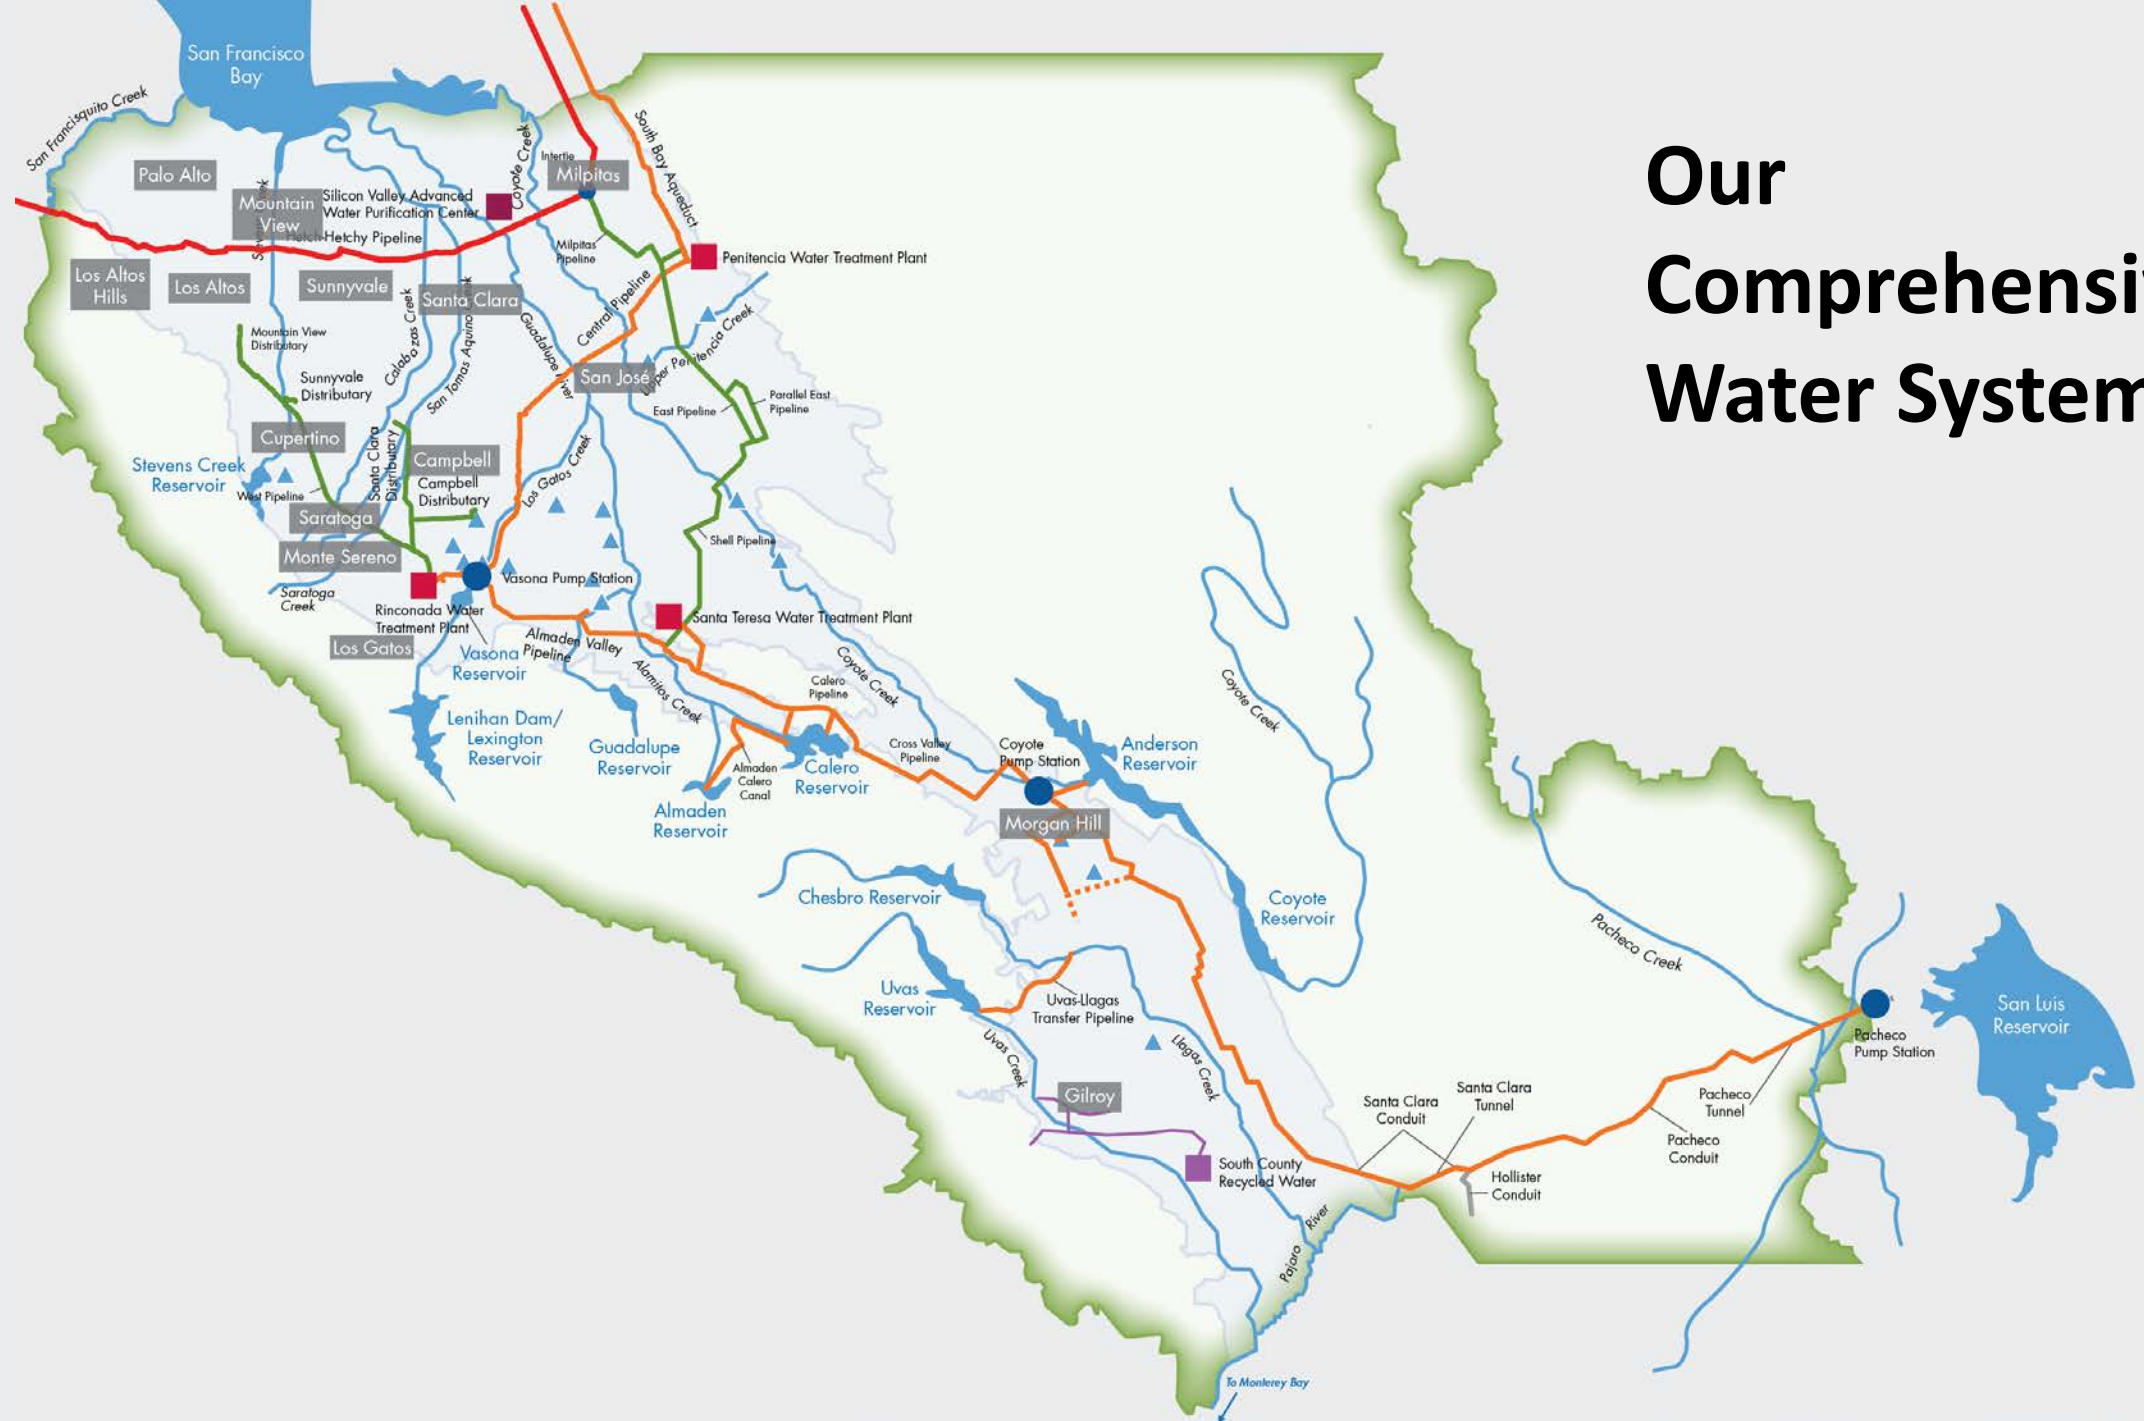 Our
Comprehensi
Water System
San Francisco
Bay
San Francisquito Creek
Palo Alto
Mountain
View
Silicon Valley Advanced
Water Purification Center
Hetch-Hetchy Pipeline
Coyote Creek
Intertie
Milpitas
South Bay Aqueduct
Milpitas
Pipeline
Penitencia Water Treatment Plant
Los Altos
Hills
Los Altos
Sunnyvale
Santa Clara
Central Pipeline
Mountain View
Distributary
Sunnyvale
Distributary
Calabazas Creek
San Tomas Aquino Creek
Guadalupe River
San José
Upper Penitencia Creek
East Pipeline
Parallel East
Pipeline
Cupertino
Santa Clara
Distributary
Campbell
Campbell
Distributary
Los Gatos Creek
Stevens Creek
Reservoir
West Pipeline
Saratoga
Monte Sereno
Saratoga
Creek
Shell Pipeline
Vasona Pump Station
Rinconada Water
Treatment Plant
Los Gatos
Vasona
Reservoir
Almaden Valley
Pipeline
Santa Teresa Water Treatment Plant
Alamitos Creek
Coyote Creek
Calero
Pipeline
Lenihan Dam/
Lexington
Reservoir
Guadalupe
Reservoir
Almaden
Calero
Canal
Calero
Reservoir
Almaden
Reservoir
Cross Valley
Pipeline
Coyote
Pump Station
Anderson
Reservoir
Coyote Creek
Morgan Hill
Chesbro Reservoir
Coyote
Reservoir
Pacheco Creek
Uvas
Reservoir
Uvas-Llagas
Transfer Pipeline
Uvas Creek
Llagas Creek
San Luis
Reservoir
Pacheco
Pump Station
Gilroy
South County
Recycled Water
Santa Clara
Conduit
Santa Clara
Tunnel
Pacheco
Tunnel
Pacheco
Conduit
Hollister
Conduit
Pajaro River
To Monterey Bay